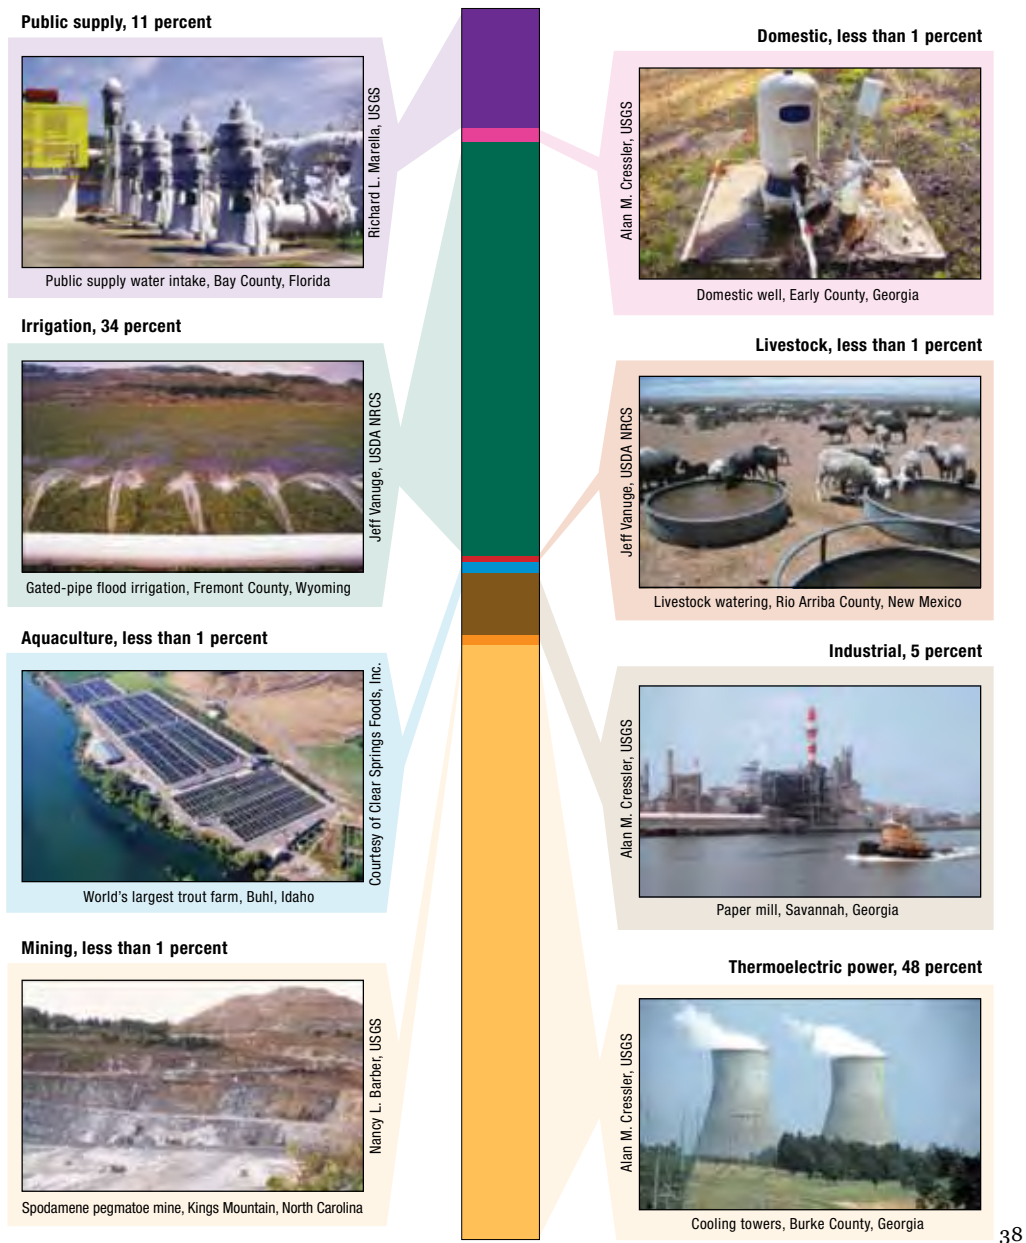 Public supply, 11 percent
Richard L. Marella, USGS
Public supply water intake, Bay County, Florida
Domestic, less than 1 percent
Alan M. Cressler, USGS
Domestic well, Early County, Georgia
Irrigation, 34 percent
Jeff Vanuge, USDA NRCS
Gated-pipe flood irrigation, Fremont County, Wyoming
Livestock, less than 1 percent
Jeff Vanuge, USDA NRCS
Livestock watering, Rio Arriba County, New Mexico
Aquaculture, less than 1 percent
Courtesy of Clear Springs Foods, Inc.
World's largest trout farm, Buhl, Idaho
Industrial, 5 percent
Alan M. Cressler, USGS
Paper mill, Savannah, Georgia
Mining, less than 1 percent
Nancy L. Barber, USGS
Spodamene pegmatoe mine, Kings Mountain, North Carolina
Thermoelectric power, 48 percent
Alan M. Cressler, USGS
Cooling towers, Burke County, Georgia
38